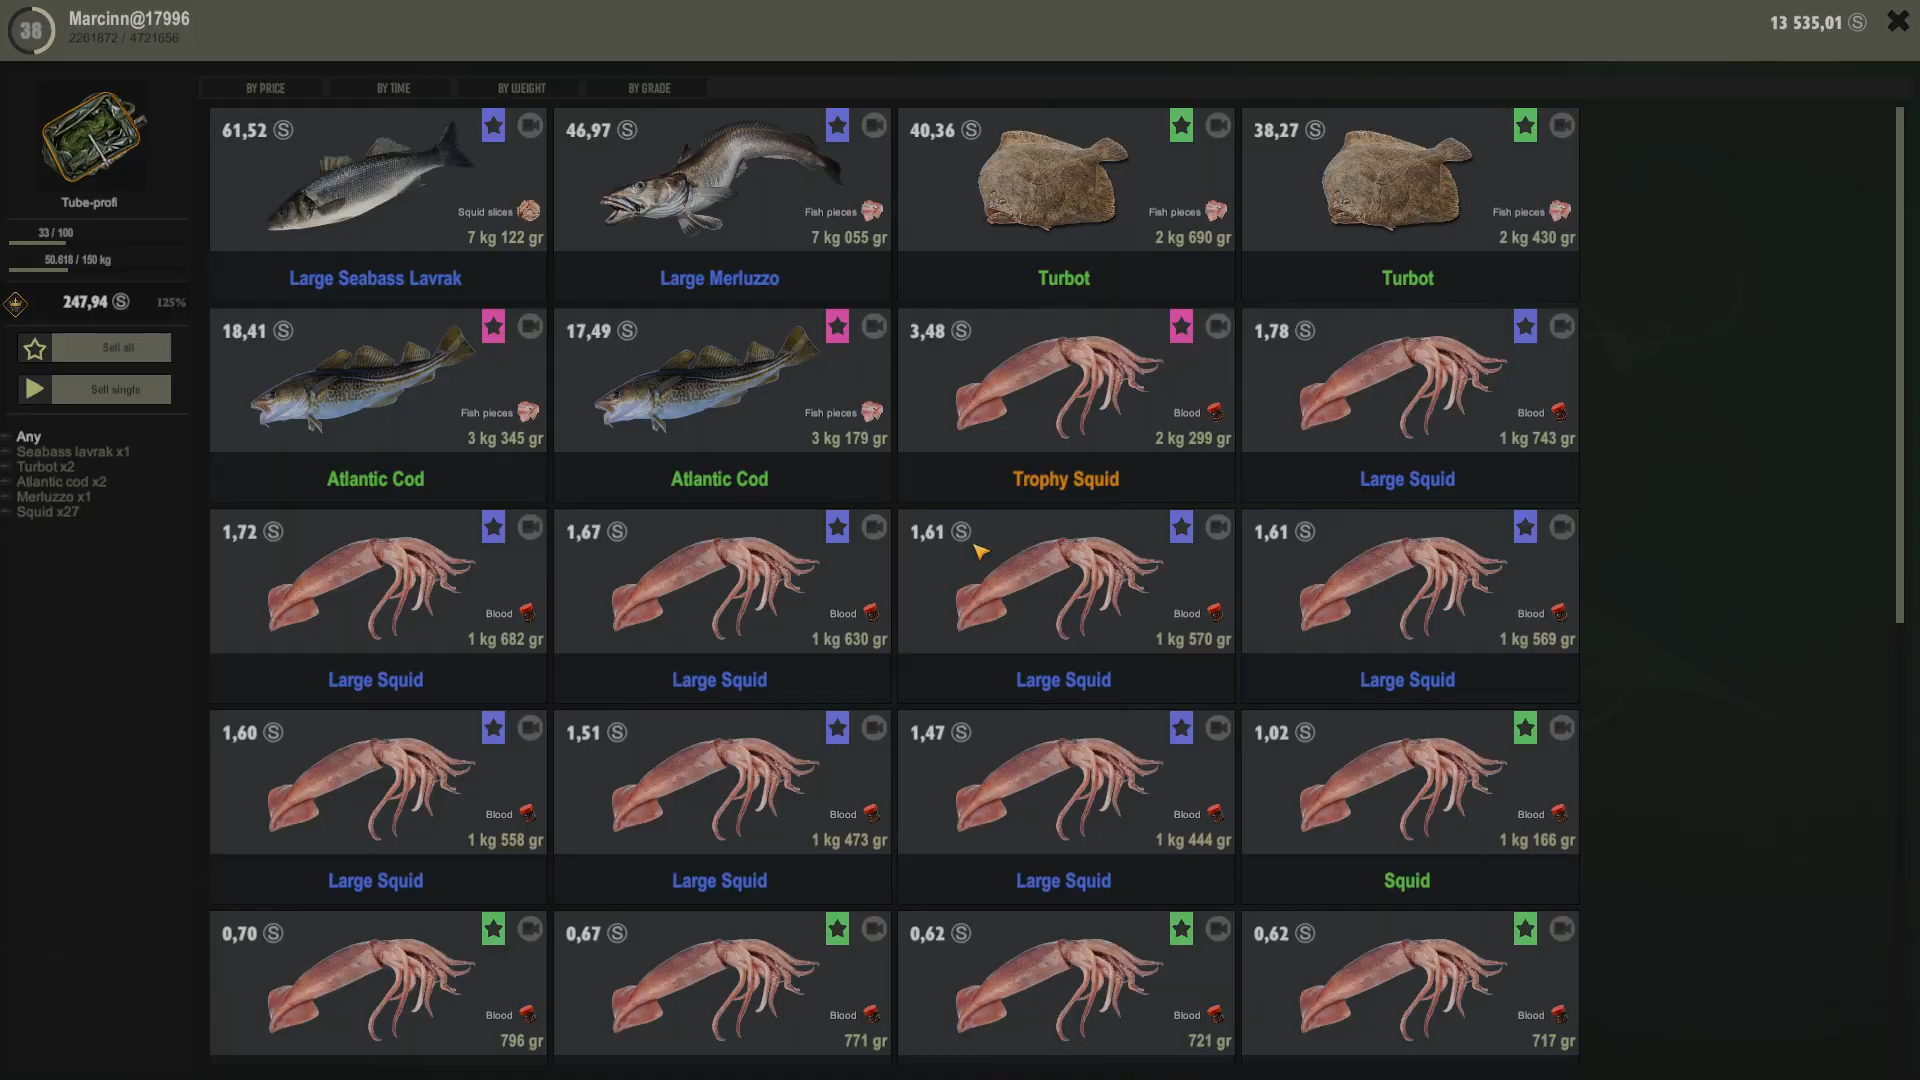 38
Marcinn@17996
2261872 / 4721656
13 535,01 S
Tube-profi
33 / 100
50.618 / 150 kg
247,94 S 125%
Sell all
Sell single
Any
Seabass lavrak x1
Turbot x2
Atlantic cod x2
Merluzzo x1
Squid x27
BY PRICE BY TIME BY WEIGHT BY GRADE
61,52 S
Squid slices
7 kg 122 gr
Large Seabass Lavrak
46,97 S
Fish pieces
7 kg 055 gr
Large Merluzzo
40,36 S
Fish pieces
2 kg 690 gr
Turbot
38,27 S
Fish pieces
2 kg 430 gr
Turbot
18,41 S
Fish pieces
3 kg 345 gr
Atlantic Cod
17,49 S
Fish pieces
3 kg 179 gr
Atlantic Cod
3,48 S
Blood
2 kg 299 gr
Trophy Squid
1,78 S
Blood
1 kg 743 gr
Large Squid
1,72 S
Blood
1 kg 682 gr
Large Squid
1,67 S
Blood
1 kg 630 gr
Large Squid
1,61 S
Blood
1 kg 570 gr
Large Squid
1,61 S
Blood
1 kg 569 gr
Large Squid
1,60 S
Blood
1 kg 558 gr
Large Squid
1,51 S
Blood
1 kg 473 gr
Large Squid
1,47 S
Blood
1 kg 444 gr
Large Squid
1,02 S
Blood
1 kg 166 gr
Squid
0,70 S
Blood
796 gr
0,67 S
Blood
771 gr
0,62 S
Blood
721 gr
0,62 S
Blood
717 gr